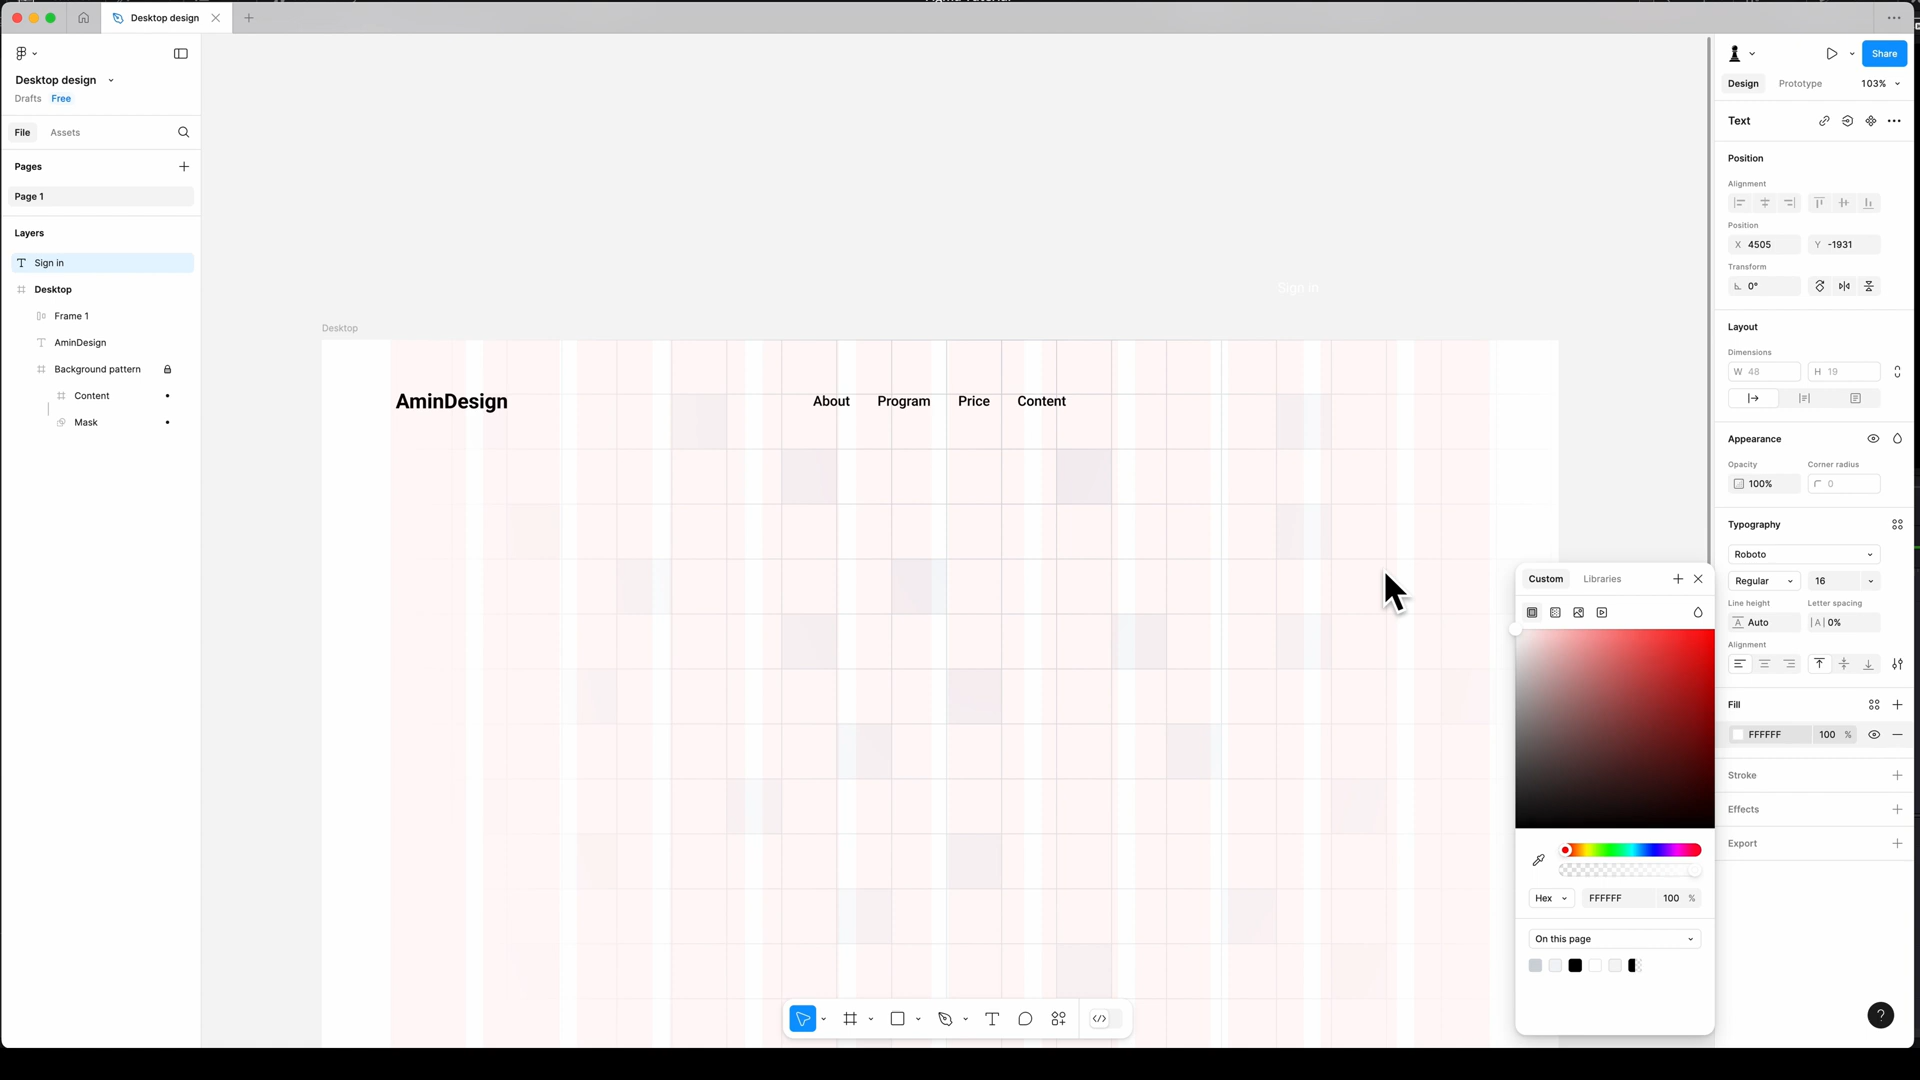 Desktop design
Desktop design
Drafts Free
File Assets
Pages
Page 1
Layers
Sign in
Desktop
Frame 1
AminDesign
Background pattern
Content
Mask
Sign in
Desktop
AminDesign About Program Price Content
Share
Design Prototype 103%
Text
Position
Alignment
Position
X 4505 Y -1931
Transform
0°
Layout
Dimensions
W 48 H 19
Appearance
Opacity Corner radius
100% 0
Typography
Roboto
Regular 16
Line height Letter spacing
A Auto |A| 0%
Alignment
Fill
FFFFFF 100 %
Stroke
Effects
Export
Custom Libraries
Hex FFFFFF 100 %
On this page
?